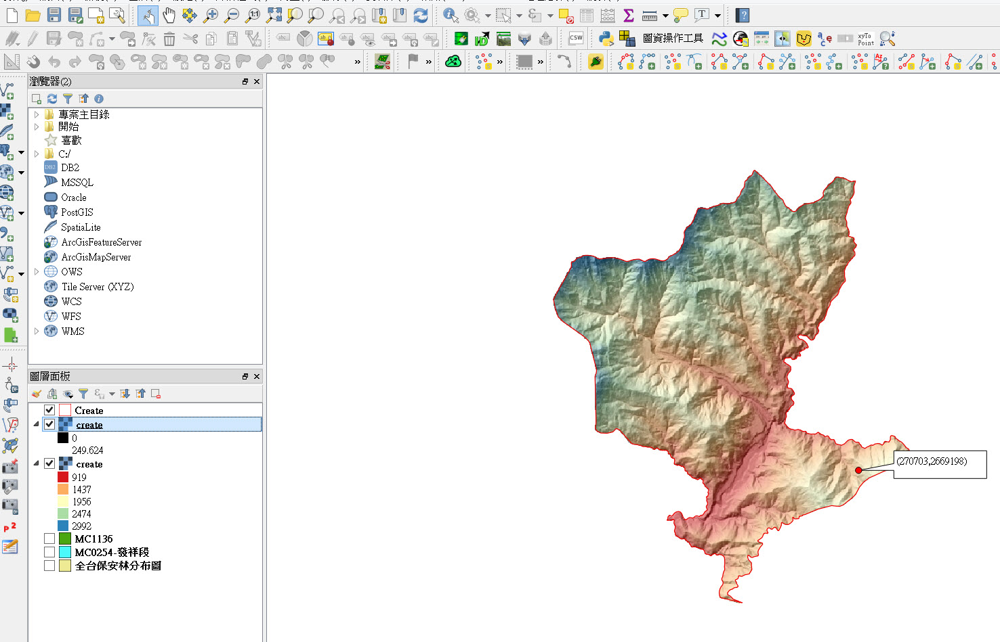 圖資操作工具
CSW
xyTo
Point
瀏覽器(2)
專案主目錄
開始
喜歡
C:/
DB2
DB2
MSSQL
Oracle
PostGIS
SpatiaLite
ArcGisFeatureServer
ArcGisMapServer
OWS
Tile Server (XYZ)
WCS
WFS
WMS
圖層面板
Create
create
0
249.624
create
919
1437
1956
2474
2992
MC1136
MC0254-發祥段
全台保安林分布圖
(270703,2669198)